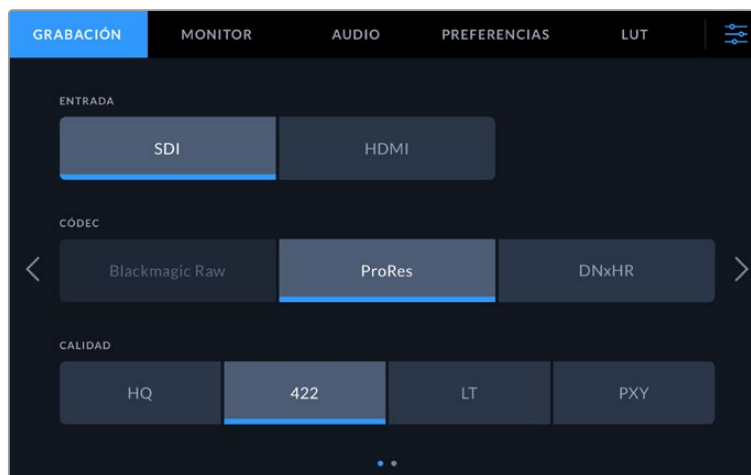 GRABACIÓN MONITOR AUDIO PREFERENCIAS LUT
ENTRADA
SDI HDMI
CÓDEC
Blackmagic Raw ProRes DNxHR
CALIDAD
HQ 422 LT PXY